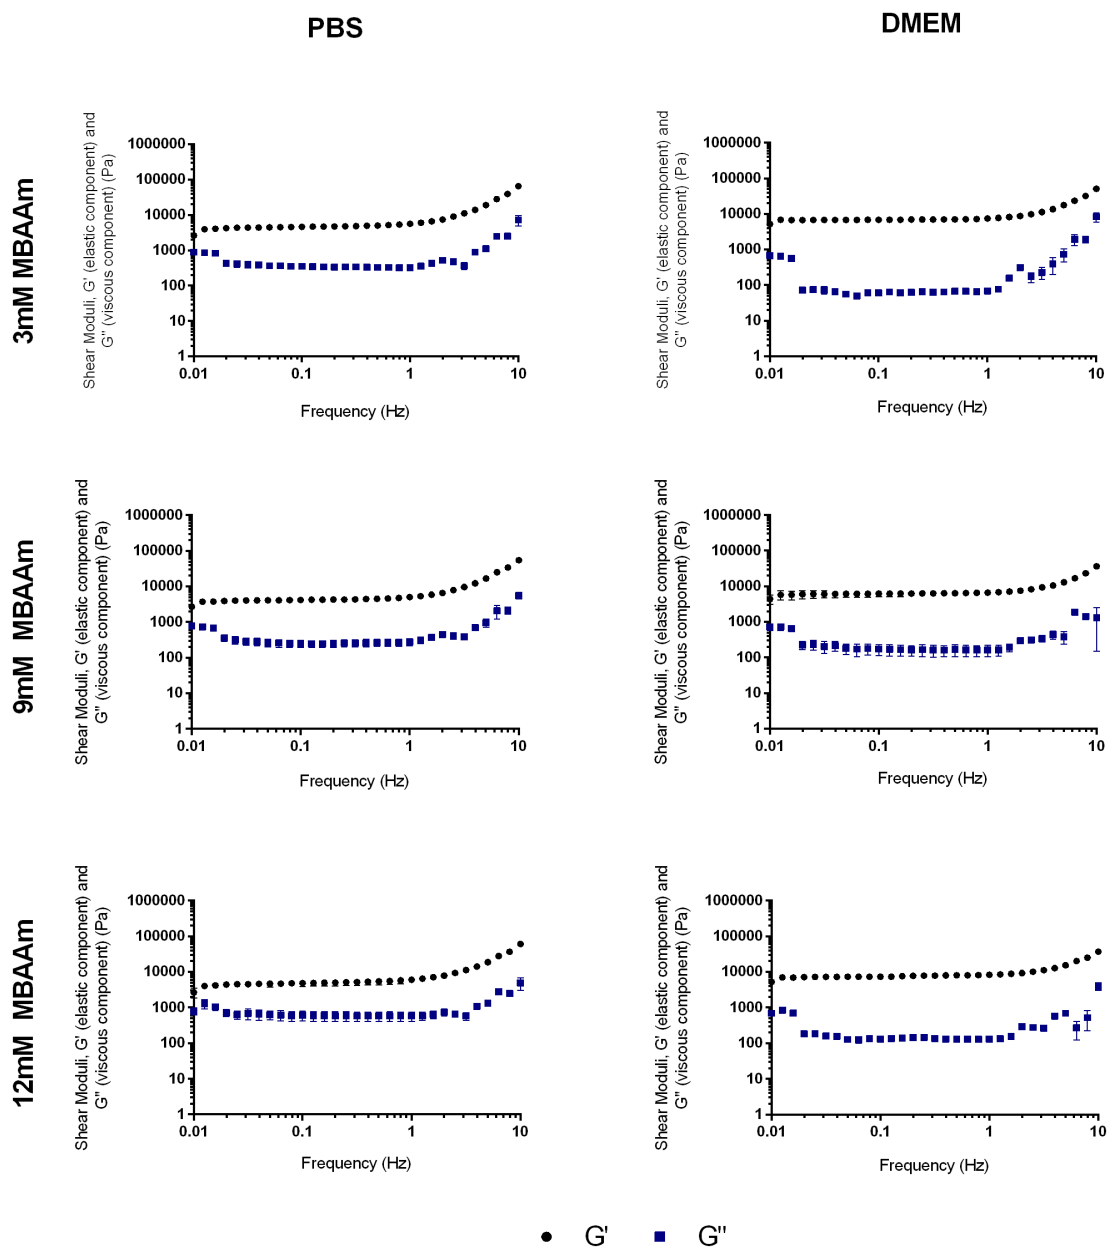 PBS
DMEM
3mM MBAAm
Shear Moduli, G' (elastic component) and
G'' (viscous component) (Pa)
1000000
100000
10000
1000
100
10
1
0.01
0.1
1
10
Frequency (Hz)
Shear Moduli, G' (elastic component) and
G'' (viscous component) (Pa)
1000000
100000
10000
1000
100
10
1
0.01
0.1
1
10
Frequency (Hz)
9mM MBAAm
Shear Moduli, G' (elastic component) and
G'' (viscous component) (Pa)
1000000
100000
10000
1000
100
10
1
0.01
0.1
1
10
Frequency (Hz)
Shear Moduli, G' (elastic component) and
G'' (viscous component) (Pa)
1000000
100000
10000
1000
100
10
1
0.01
0.1
1
10
Frequency (Hz)
12mM MBAAm
Shear Moduli, G' (elastic component) and
G'' (viscous component) (Pa)
1000000
100000
10000
1000
100
10
1
0.01
0.1
1
10
Frequency (Hz)
Shear Moduli, G' (elastic component) and
G'' (viscous component) (Pa)
1000000
100000
10000
1000
100
10
1
0.01
0.1
1
10
Frequency (Hz)
G'
G''